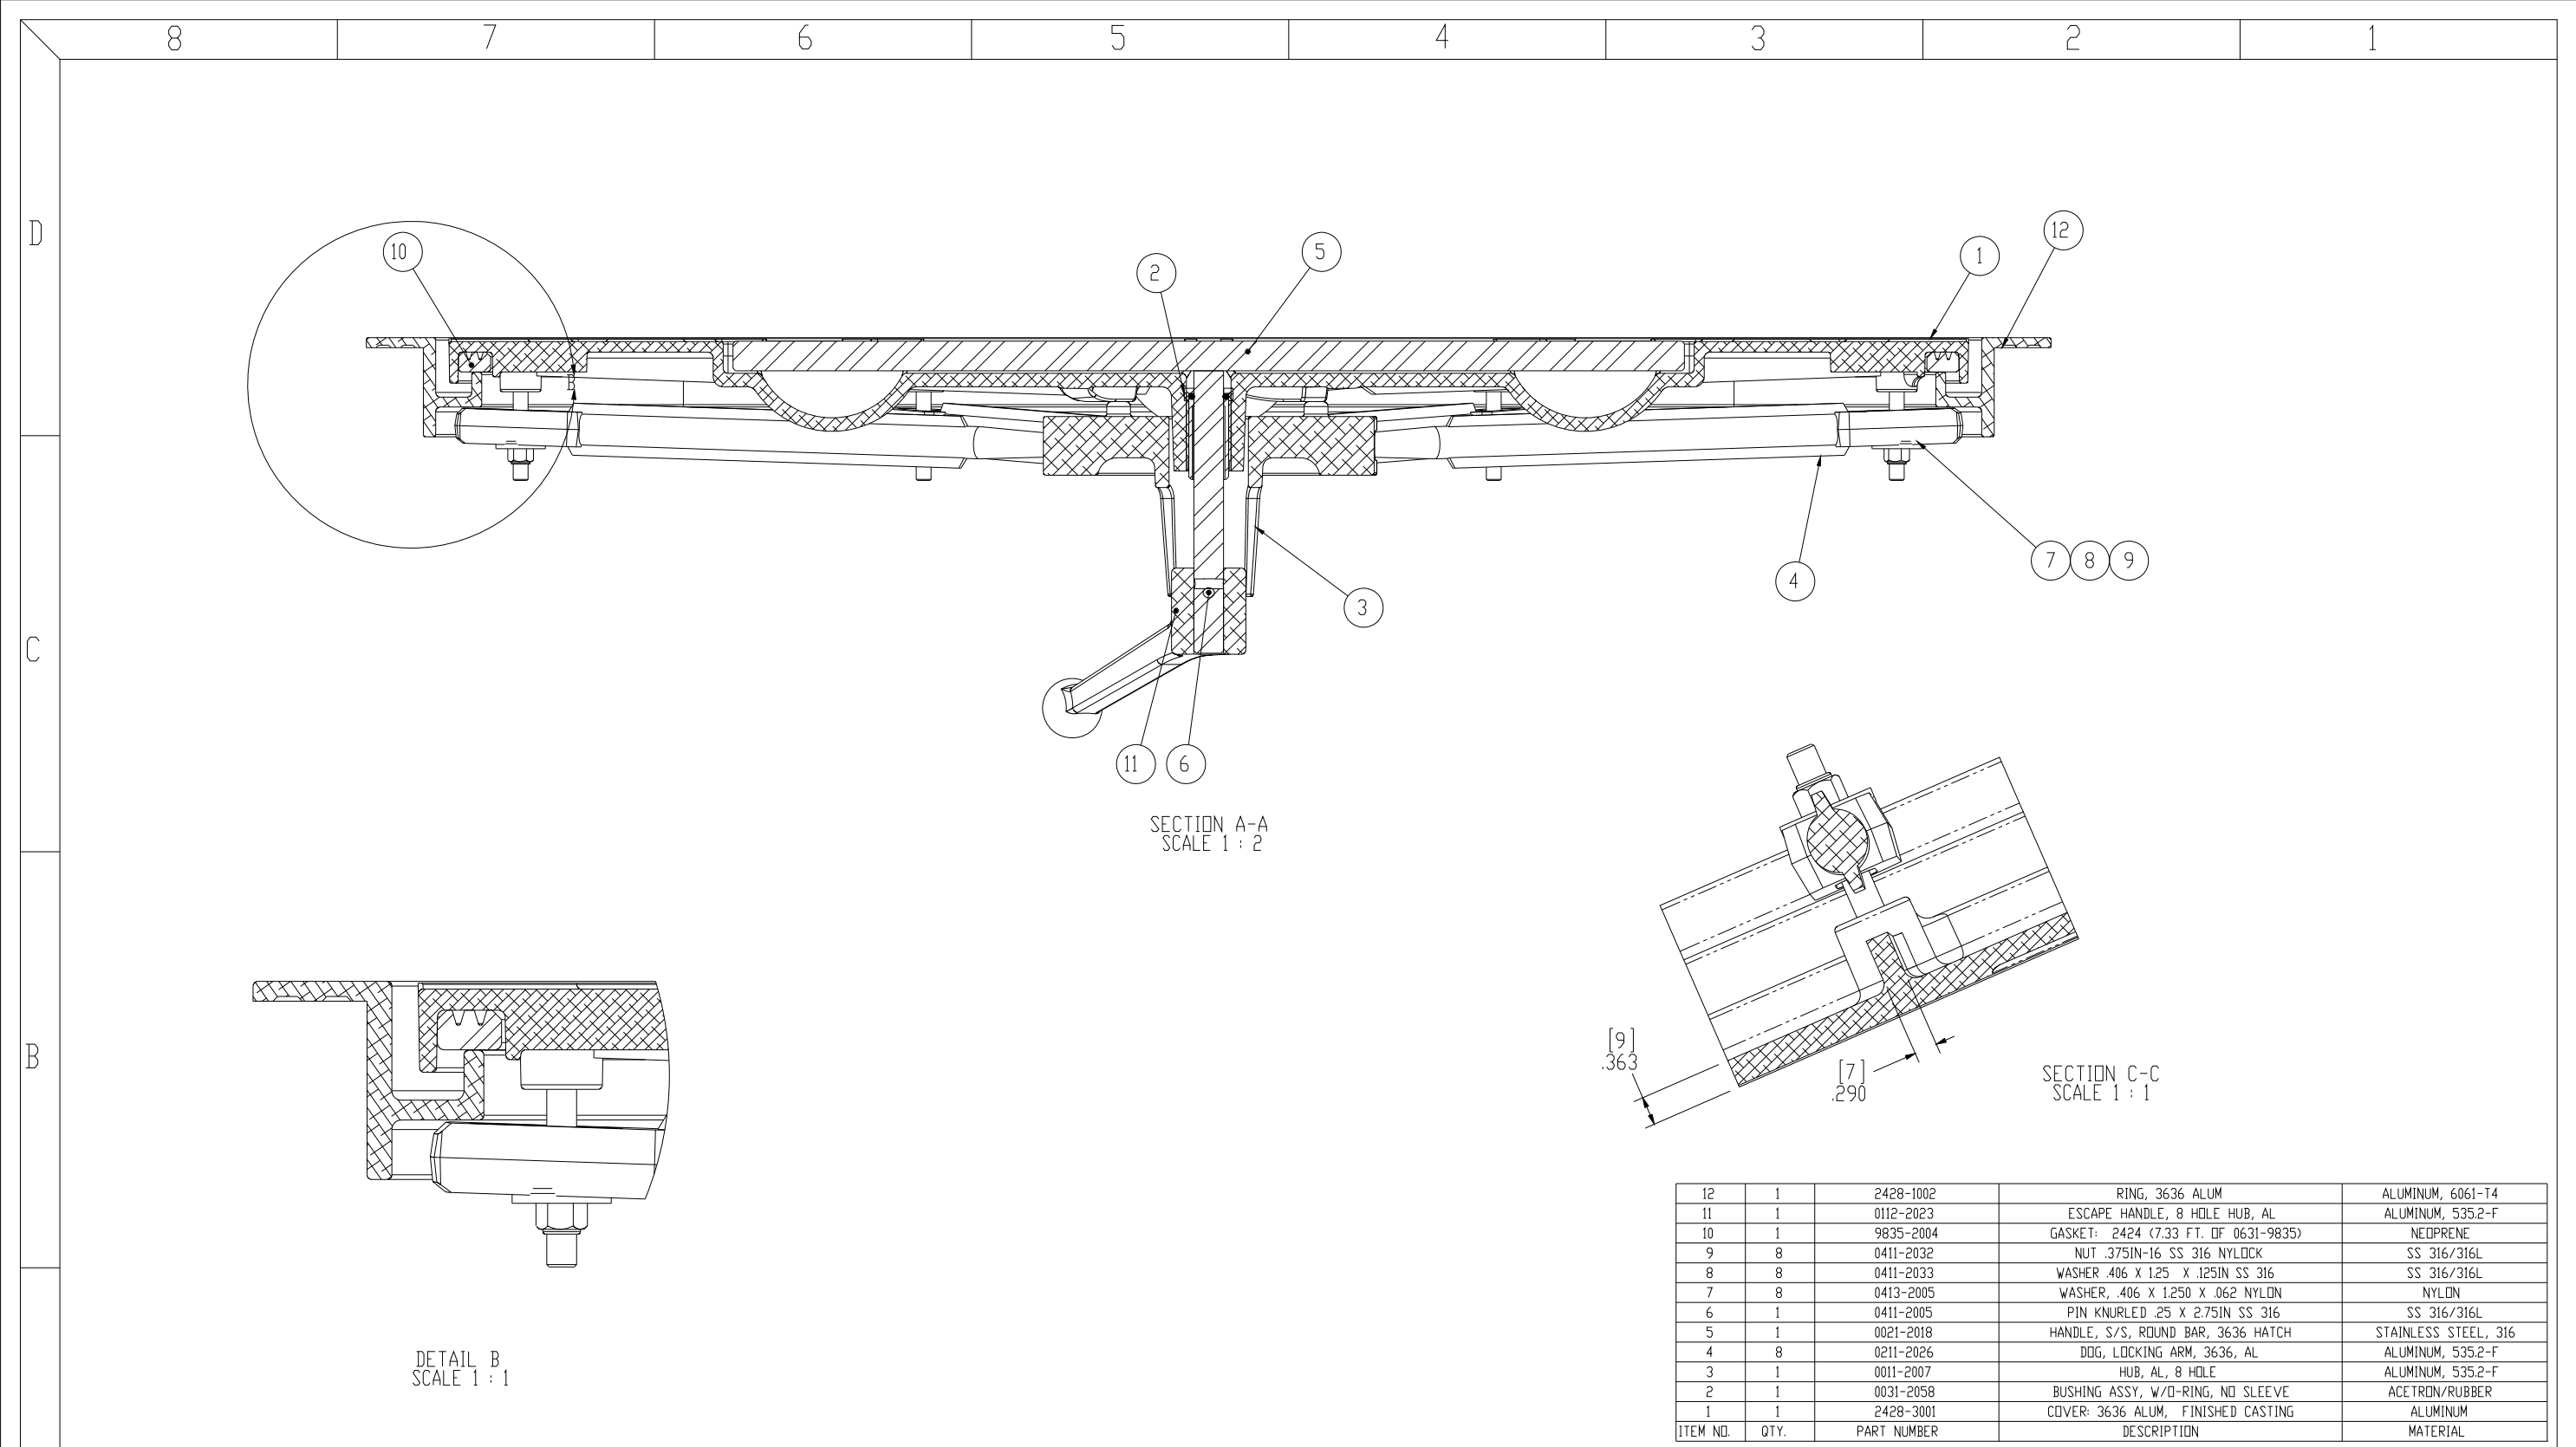 8 7 6 5 4 3 2 1
D
C
B
10
2
5
1
12
B
7 8 9
4
3
11 6
SECTION A-A
SCALE 1 : 2
[9]
.363
[7]
.290
SECTION C-C
SCALE 1 : 1
DETAIL B
SCALE 1 : 1
12 1 2428-1002 RING, 3636 ALUM ALUMINUM, 6061-T4
11 1 0112-2023 ESCAPE HANDLE, 8 HOLE HUB, AL ALUMINUM, 535.2-F
10 1 9835-2004 GASKET: 2424 (7.33 FT. OF 0631-9835) NEOPRENE
9 8 0411-2032 NUT .375IN-16 SS 316 NYLOCK SS 316/316L
8 8 0411-2033 WASHER .406 X 1.25 X .125IN SS 316 SS 316/316L
7 8 0413-2005 WASHER, .406 X 1.250 X .062 NYLON NYLON
6 1 0411-2005 PIN KNURLED .25 X 2.75IN SS 316 SS 316/316L
5 1 0021-2018 HANDLE, S/S, ROUND BAR, 3636 HATCH STAINLESS STEEL, 316
4 8 0211-2026 DOG, LOCKING ARM, 3636, AL ALUMINUM, 535.2-F
3 1 0011-2007 HUB, AL, 8 HOLE ALUMINUM, 535.2-F
2 1 0031-2058 BUSHING ASSY, W/O-RING, NO SLEEVE ACETRON/RUBBER
1 1 2428-3001 COVER: 3636 ALUM, FINISHED CASTING ALUMINUM
ITEM NO. QTY. PART NUMBER DESCRIPTION MATERIAL